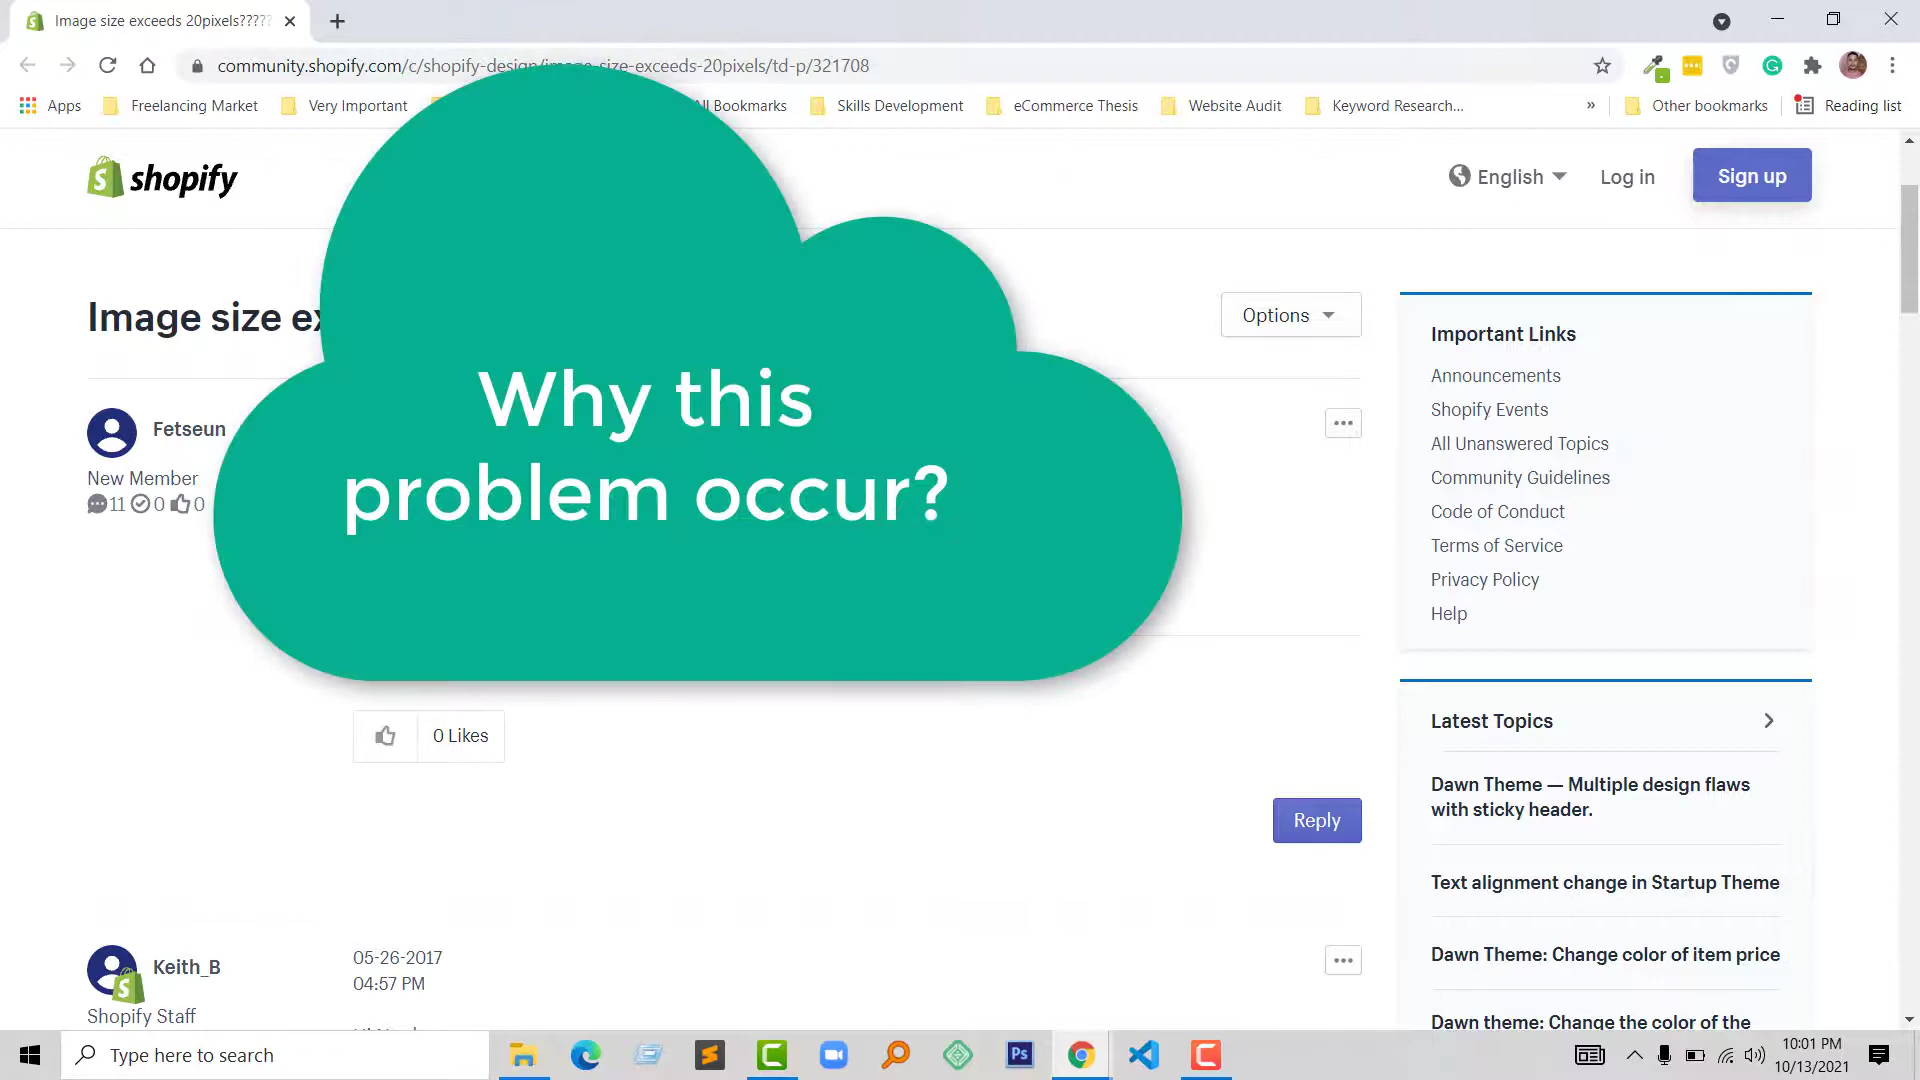 Image size exceeds 20pixels?????
community.shopify.com/c/shopify-design/image-size-exceeds-20pixels/td-p/321708
Apps
Freelancing Market
Very Important
All Bookmarks
Skills Development
eCommerce Thesis
Website Audit
Keyword Research...
»
Other bookmarks
Reading list
shopify
English
Log in
Sign up
Image size ex
Options
Why this
problem occur?
Fetseun
New Member
11 0 0
0 Likes
Reply
Keith_B
Shopify Staff
05-26-2017
04:57 PM
Important Links
Announcements
Shopify Events
All Unanswered Topics
Community Guidelines
Code of Conduct
Terms of Service
Privacy Policy
Help
Latest Topics
Dawn Theme — Multiple design flaws
with sticky header.
Text alignment change in Startup Theme
Dawn Theme: Change color of item price
Dawn theme: Change the color of the
Type here to search
Ps
10:01 PM
10/13/2021